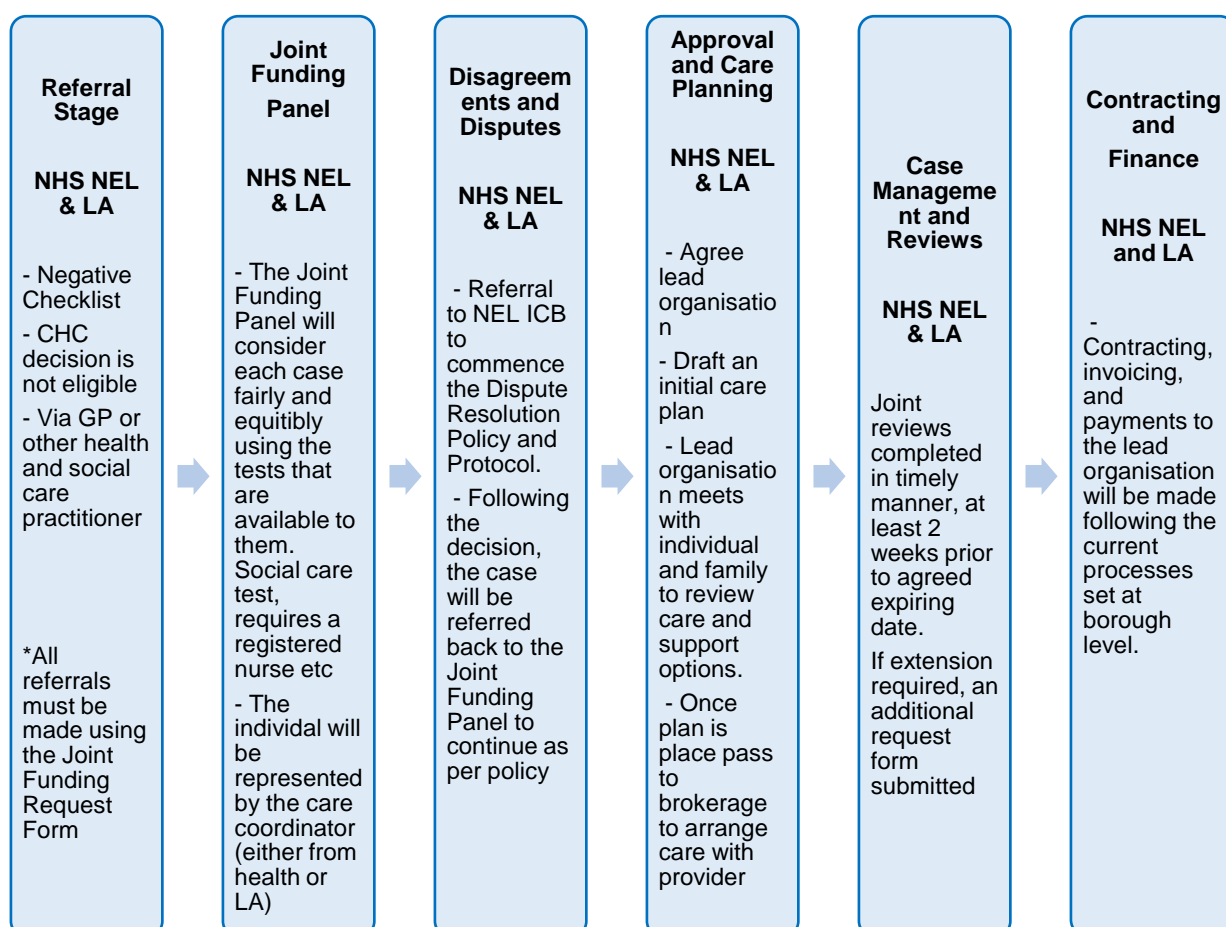 Referral
Stage
NHS NEL
& LA
- Negative
Checklist
- CHC
decision is
not eligible
- Via GP or
other health
and social
care
practitioner
*All
referrals
must be
made using
the Joint
Funding
Request
Form
Joint
Funding
Panel
NHS NEL
& LA
- The Joint
Funding
Panel will
consider
each case
fairly and
equitibly
using the
tests that
are
available to
them.
Social care
test,
requires a
registered
nurse etc
- The
individal will
be
represented
by the care
coordinator
(either from
health or
LA)
Disagreem
ents and
Disputes
NHS NEL
& LA
- Referral
to NEL ICB
to
commence
the Dispute
Resolution
Policy and
Protocol.
- Following
the
decision,
the case
will be
referred
back to the
Joint
Funding
Panel to
continue as
per policy
Approval
and Care
Planning
NHS NEL
& LA
- Agree
lead
organisatio
n
- Draft an
initial care
plan
- Lead
organisatio
n meets
with
individual
and family
to review
care and
support
options.
- Once
plan is
place pass
to
brokerage
to arrange
care with
provider
Case
Manageme
nt and
Reviews
NHS NEL
& LA
Joint
reviews
completed
in timely
manner, at
least 2
weeks prior
to agreed
expiring
date.
If extension
required, an
additional
request
form
submitted
Contracting
and
Finance
NHS NEL
and LA
-
Contracting,
invoicing,
and
payments to
the lead
organisation
will be made
following the
current
processes
set at
borough
level.